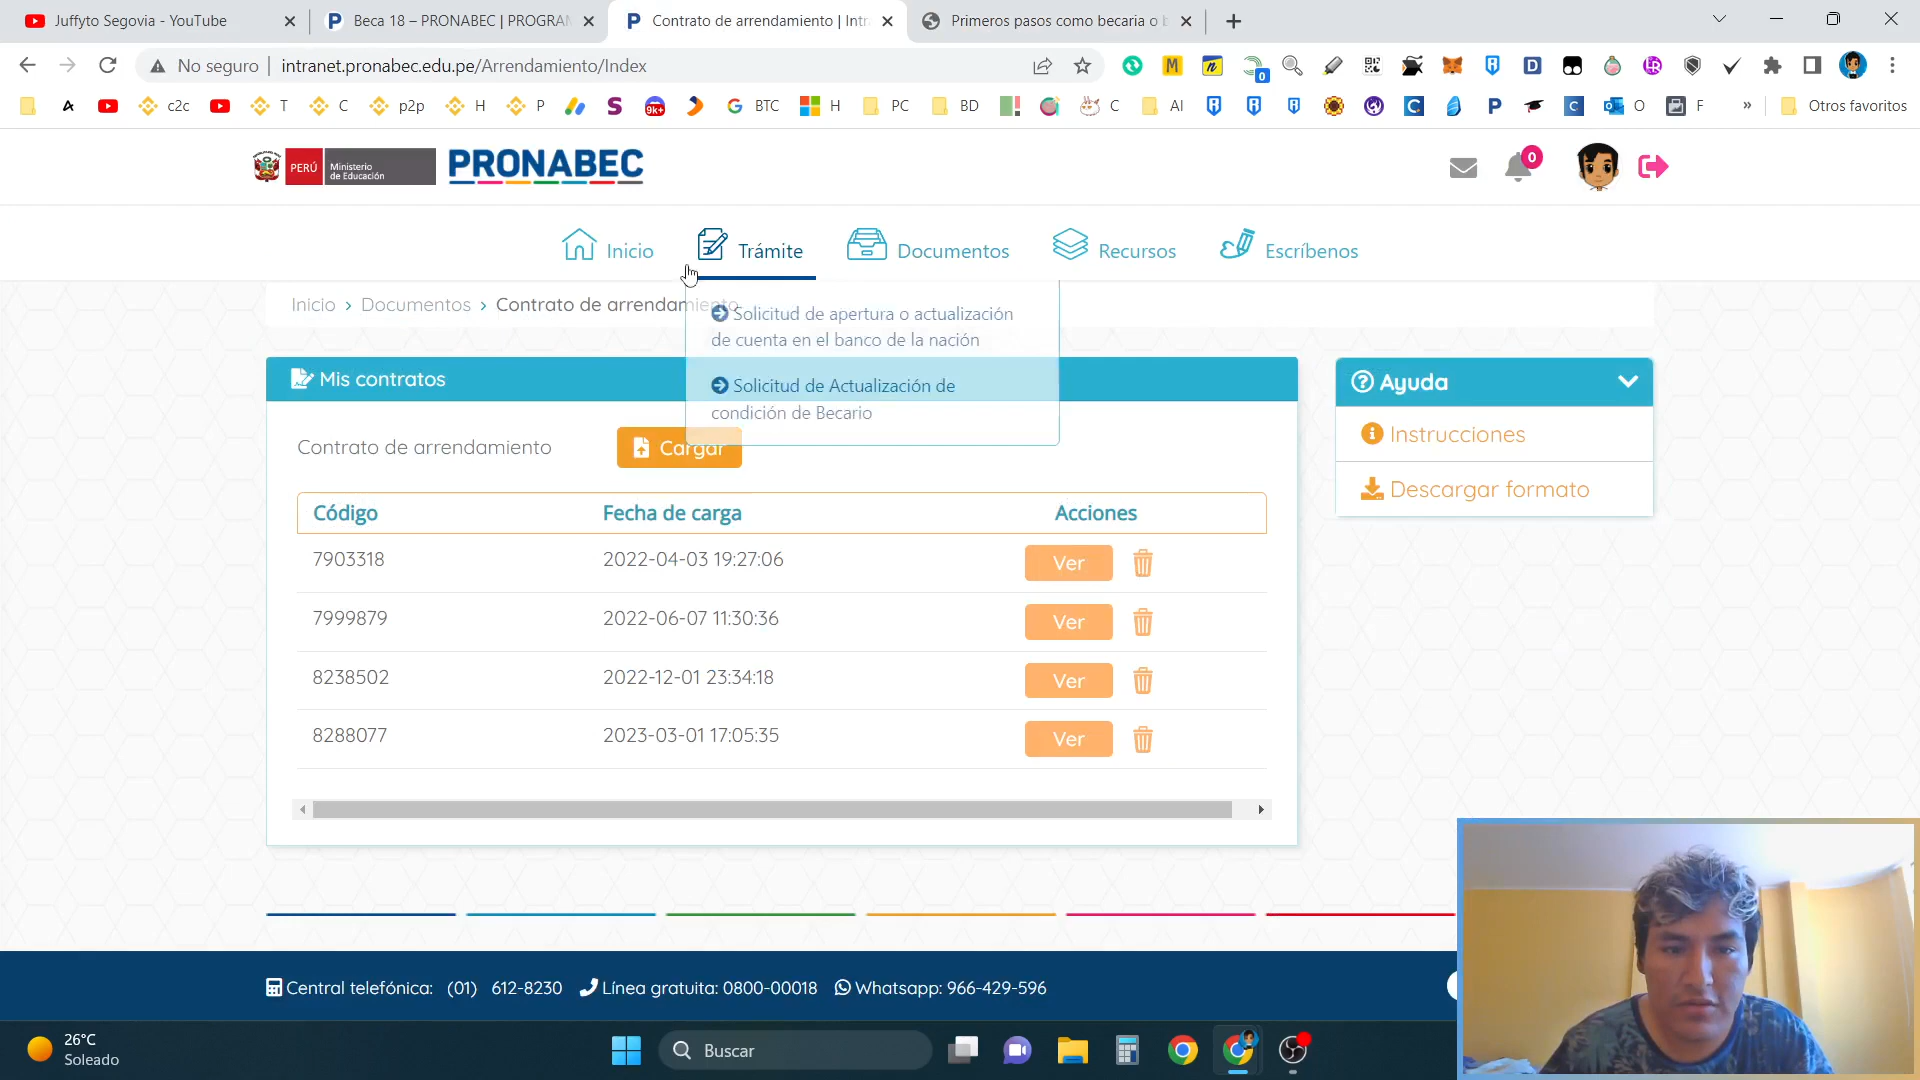 Juffyto Segovia - YouTube
Beca 18 – PRONABEC | PROGRA
Contrato de arrendamiento | Intr
Primeros pasos como becaria o b
No seguro | intranet.pronabec.edu.pe/Arrendamiento/Index
0
c2c
T
C
p2p
H
P
9k+
BTC
H
PC
BD
C
AI
O
F
»
Otros favoritos
PERÚ
Ministerio
de Educación
PRONABEC
0
Inicio
Trámite
Documentos
Recursos
Escríbenos
Inicio > Documentos > Contrato de arrendamiento
Solicitud de apertura o actualización
de cuenta en el banco de la nación
Solicitud de Actualización de
condición de Becario
Mis contratos
Contrato de arrendamiento
Cargar
Código
Fecha de carga
Acciones
7903318
2022-04-03 19:27:06
Ver
7999879
2022-06-07 11:30:36
Ver
8238502
2022-12-01 23:34:18
Ver
8288077
2023-03-01 17:05:35
Ver
Ayuda
Instrucciones
Descargar formato
Central telefónica: (01) 612-8230
Línea gratuita: 0800-00018
Whatsapp: 966-429-596
26°C
Soleado
Buscar